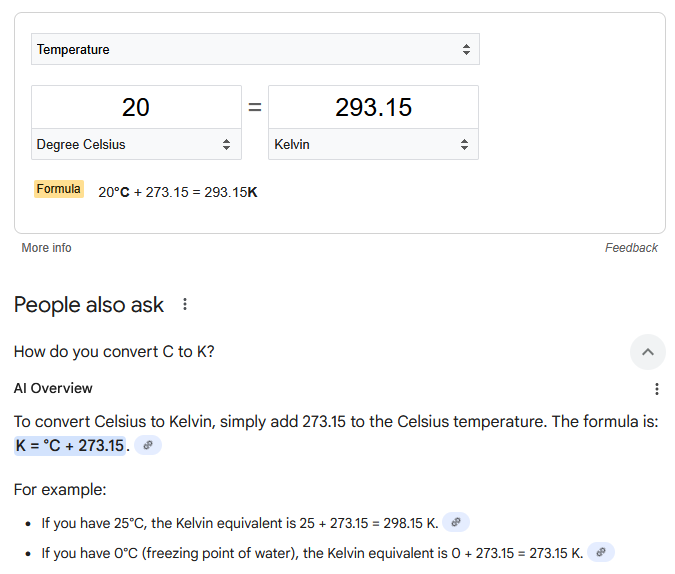 Temperature
20 = 293.15
Degree Celsius Kelvin
Formula 20°C + 273.15 = 293.15K
More info Feedback
People also ask
How do you convert C to K?
AI Overview
To convert Celsius to Kelvin, simply add 273.15 to the Celsius temperature. The formula is:
K = °C + 273.15.
For example:
• If you have 25°C, the Kelvin equivalent is 25 + 273.15 = 298.15 K.
• If you have 0°C (freezing point of water), the Kelvin equivalent is 0 + 273.15 = 273.15 K.